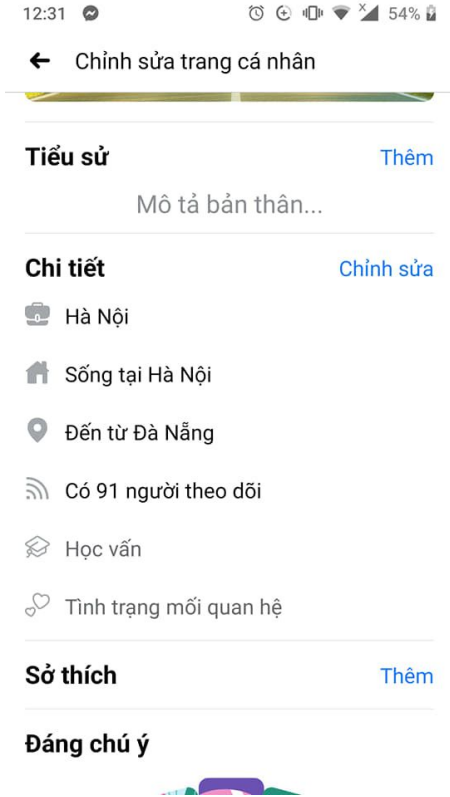 12:31
54%
Chỉnh sửa trang cá nhân
Tiểu sử Thêm
Mô tả bản thân...
Chi tiết Chỉnh sửa
Hà Nội
Sống tại Hà Nội
Đến từ Đà Nẵng
Có 91 người theo dõi
Học vấn
Tình trạng mối quan hệ
Sở thích Thêm
Đáng chú ý